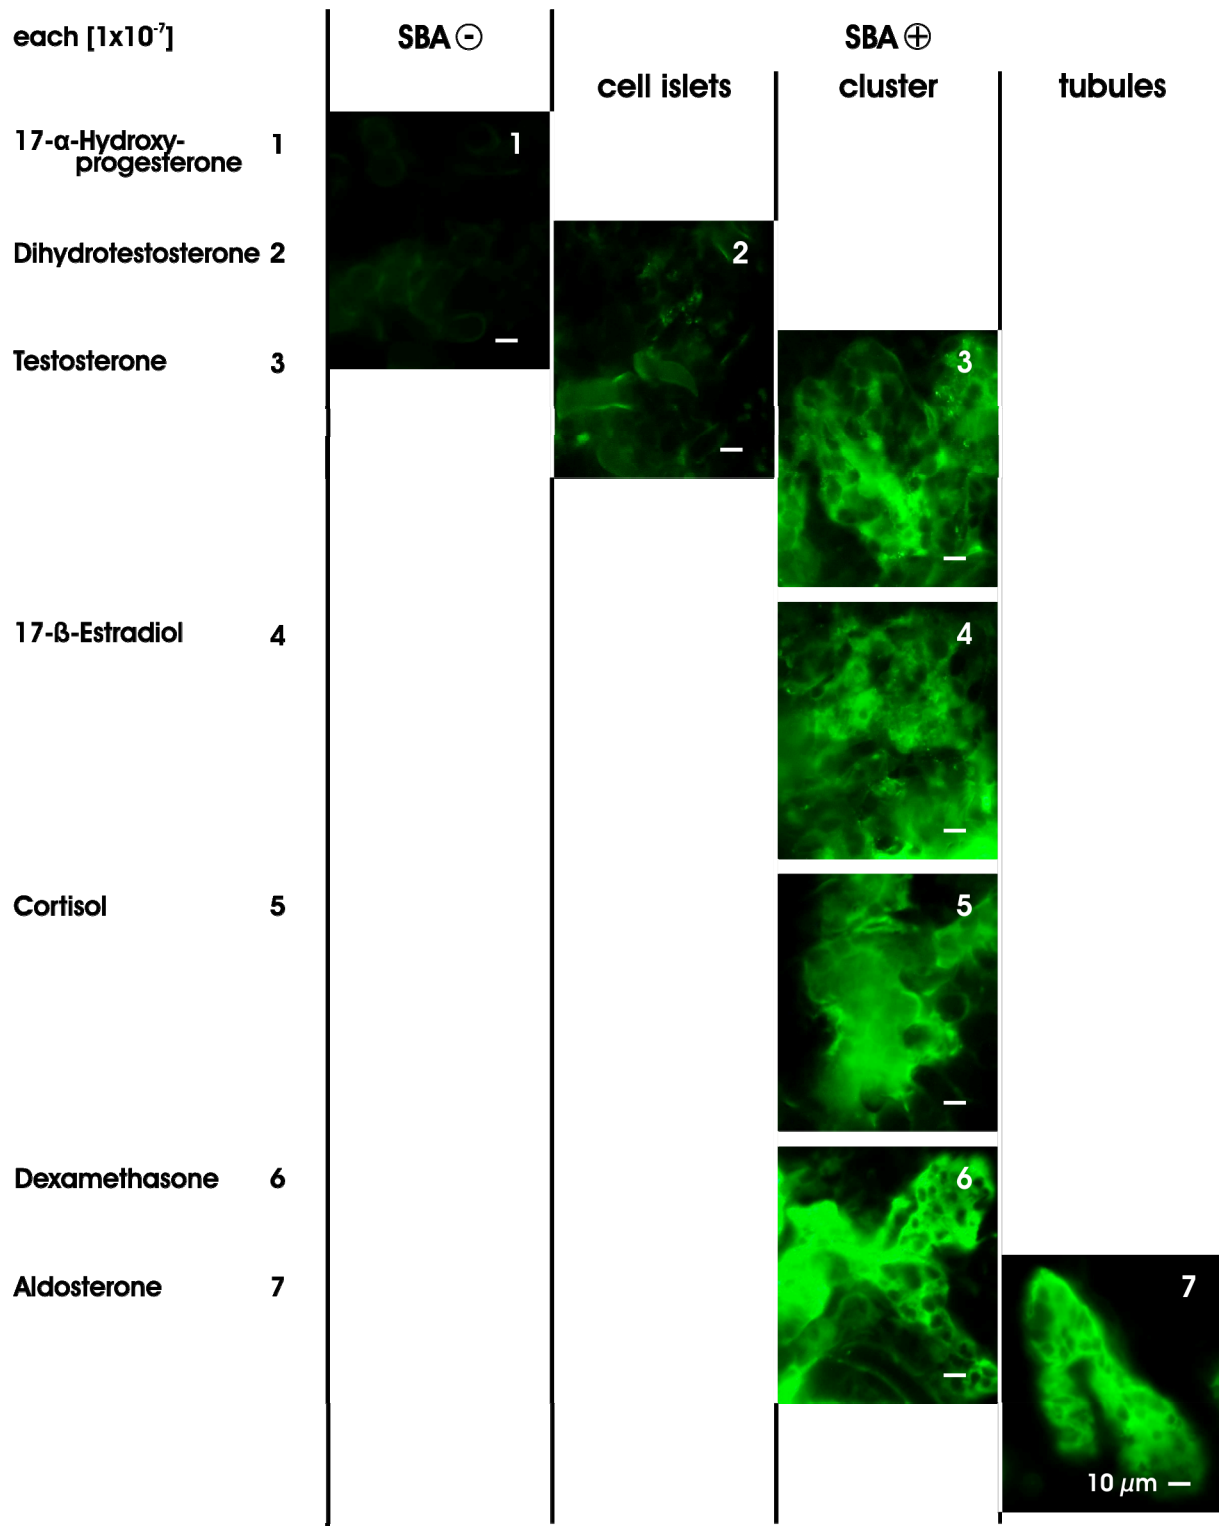 each [1x10⁻⁷] SBA ⊖ SBA ⊕
cell islets cluster tubules
17-α-Hydroxy- 1 1
progesterone
Dihydrotestosterone 2 2
Testosterone 3 3
17-ß-Estradiol 4 4
Cortisol 5 5
Dexamethasone 6 6
Aldosterone 7 7
10 µm